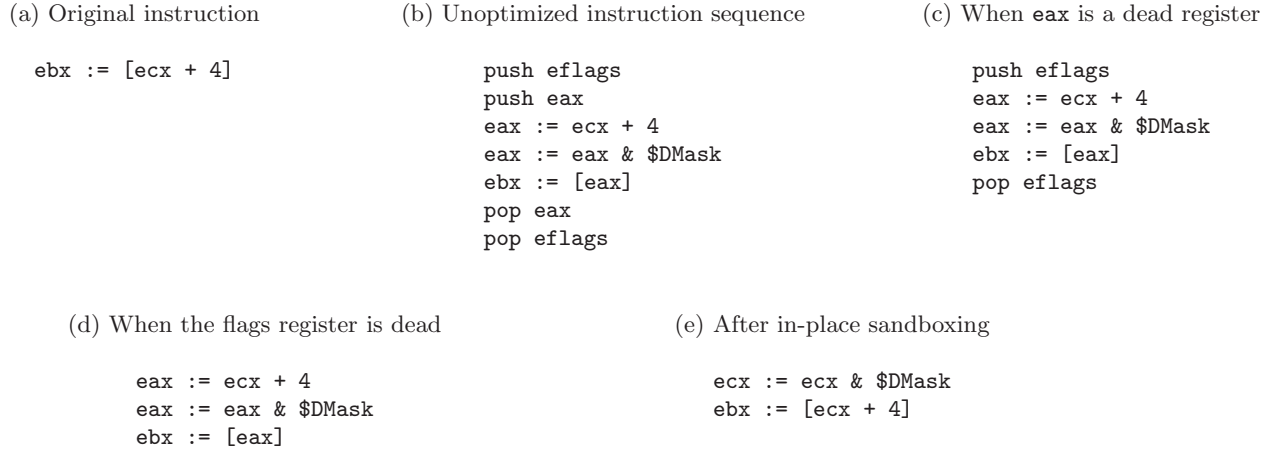 (a) Original instruction
ebx := [ecx + 4]
(b) Unoptimized instruction sequence
push eflags
push eax
eax := ecx + 4
eax := eax & $DMask
ebx := [eax]
pop eax
pop eflags
(c) When eax is a dead register
push eflags
eax := ecx + 4
eax := eax & $DMask
ebx := [eax]
pop eflags
(d) When the flags register is dead
eax := ecx + 4
eax := eax & $DMask
ebx := [eax]
(e) After in-place sandboxing
ecx := ecx & $DMask
ebx := [ecx + 4]